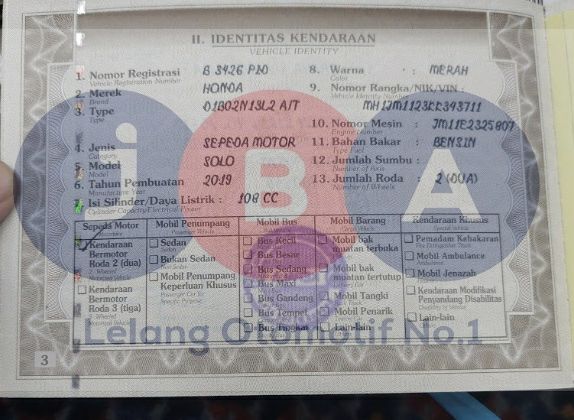 II. IDENTITAS KENDARAAN
VEHICLE IDENTITY
1. Nomor Registrasi B 3426 PDO
Vehicle Registration Number
2. Merek HONDA
Brand
3. Type 01B02N13L2 A/T
Type
4. Jenis SEPEDA MOTOR
Category
5. Model SOLO
Model
6. Tahun Pembuatan 2019
Manufacture Year
7. Isi Silinder/Daya Listrik : 108 CC
Cylinder Capacity/Electrical Power
8. Warna : MERAH
Color
9. Nomor Rangka/NIK/VIN :
Vehicle Identity Number
10. Nomor Mesin : JM11E2325807
Engine Number
11. Bahan Bakar : BENSIN
Type Fuel
12. Jumlah Sumbu :
Number of Axis
13. Jumlah Roda : 2 (DUA)
Number of Wheels
Sepeda Motor
Kendaraan Bermotor Roda 2 (dua)
Kendaraan Bermotor Roda 3 (tiga)
Mobil Penumpang
Sedan
Bukan Sedan
Mobil Penumpang Keperluan Khusus
Mobil Bus
Bus Kecil
Bus Besar
Bus Sedang
Bus Maxi
Bus Gandeng
Bus Tempel
Bus Tingkat
Mobil Barang
Mobil bak muatan terbuka
Mobil bak muatan tertutup
Mobil Tangki
Mobil Penarik
Lain-lain
Kendaraan Khusus
Pemadam Kebakaran
Mobil Ambulance
Mobil Jenazah
Kendaraan Modifikasi Penyandang Disabilitas
Lain-lain
3
iBA
Lelang Otomotif No.1